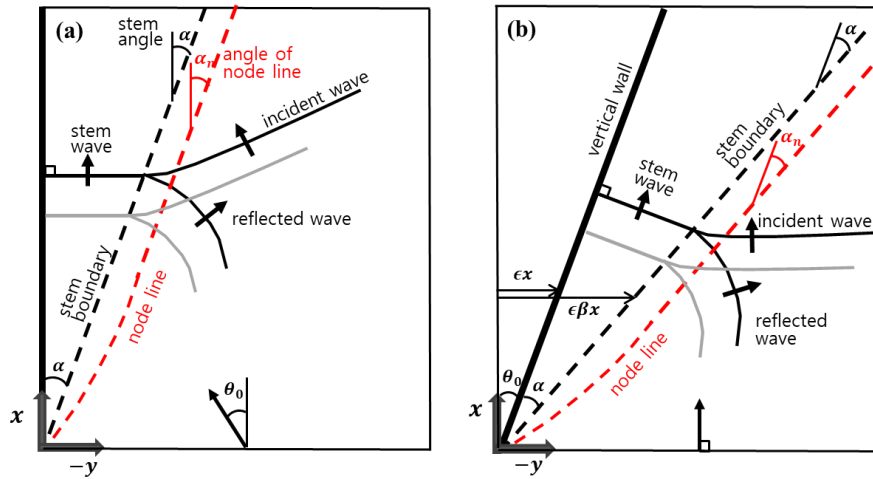 (a)
stem
angle
α
α_n
angle of
node line
incident wave
stem
wave
reflected wave
stem
boundary
node line
α
θ_0
x
−y
(b)
α
vertical wall
stem
boundary
α_n
stem
wave
incident wave
ϵx
ϵβx
reflected
wave
node line
θ_0
α
x
−y